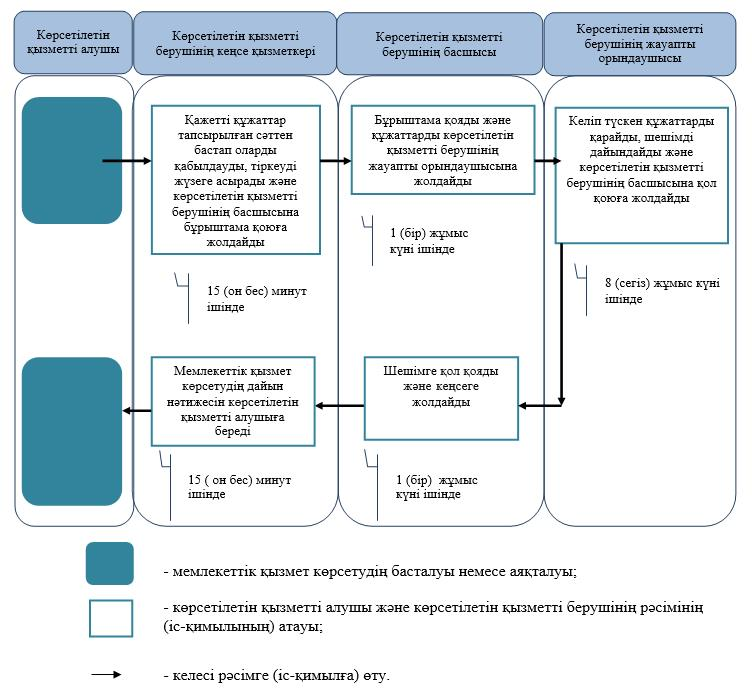 Көрсетілетін
қызметті алушы
Көрсетілетін қызметті
берушінің кеңсе қызметкері
Көрсетілетін қызметті
берушінің басшысы
Көрсетілетін қызметті
берушінің жауапты
орындаушысы
Қажетті құжаттар
тапсырылған сәттен
бастап оларды
қабылдауды, тіркеуді
жүзеге асырады және
көрсетілетін қызметті
берушінің басшысына
бұрыштама қоюға
жолдайды
Бұрыштама қояды және
құжаттарды көрсетілетін
қызметті берушінің
жауапты орындаушысына
жолдайды
Келіп түскен құжаттарды
қарайды, шешімді
дайындайды және
көрсетілетін қызметті
берушінің басшысына қол
қоюға жолдайды
15 (он бес) минут
ішінде
1 (бір) жұмыс
күні ішінде
8 (сегіз) жұмыс күні
ішінде
Мемлекеттік қызмет
көрсетудің дайын
нәтижесін көрсетілетін
қызметті алушыға
береді
Шешімге қол қояды
және кеңсеге
жолдайды
15 ( он бес) минут
ішінде
1 (бір) жұмыс
күні ішінде
- мемлекеттік қызмет көрсетудің басталуы немесе аяқталуы;
- көрсетілетін қызметті алушы және көрсетілетін қызметті берушінің рәсімінің
(іс-қимылының) атауы;
- келесі рәсімге (іс-қимылға) өту.